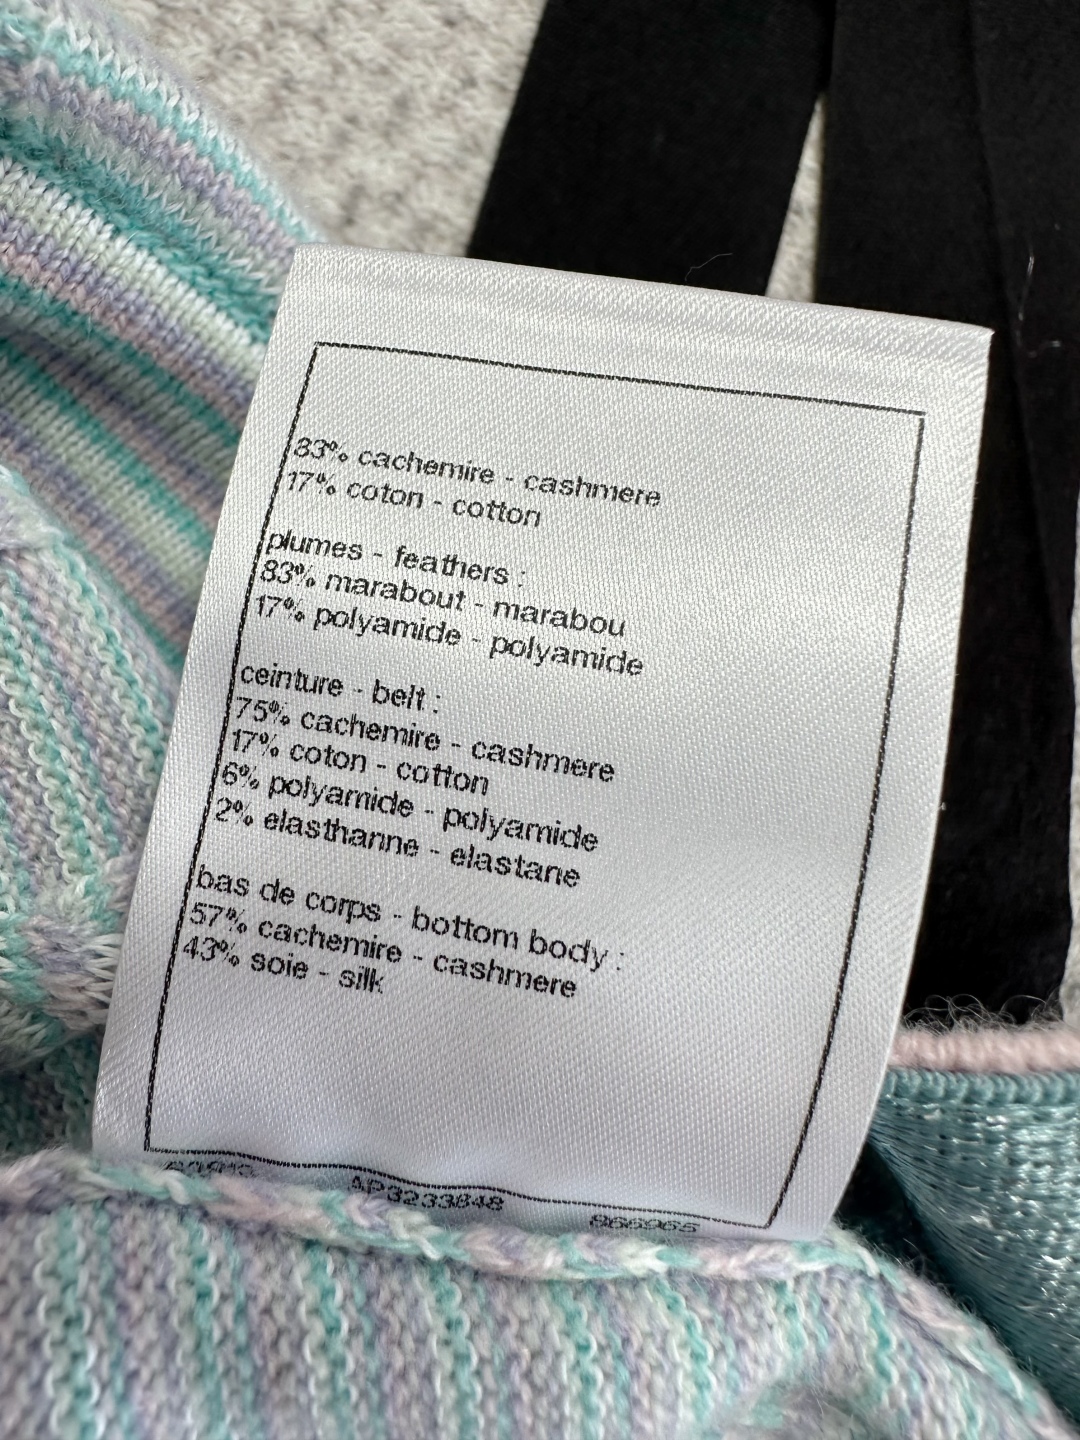 83% cachemire - cashmere
17% coton - cotton
plumes - feathers :
83% marabout - marabou
17% polyamide - polyamide
ceinture - belt :
75% cachemire - cashmere
17% coton - cotton
6% polyamide - polyamide
2% elasthanne - elastane
bas de corps - bottom body :
57% cachemire - cashmere
43% soie - silk
AP3233848
866965